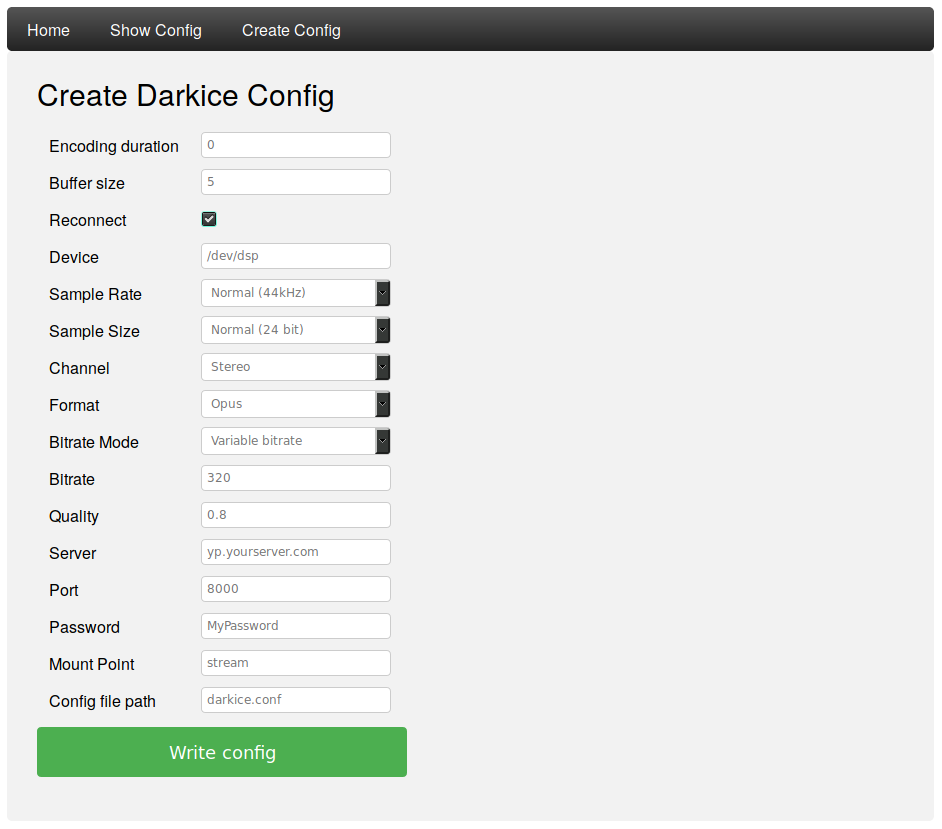 Home Show Config Create Config
Create Darkice Config
Encoding duration 0
Buffer size 5
Reconnect
Device /dev/dsp
Sample Rate Normal (44kHz)
Sample Size Normal (24 bit)
Channel Stereo
Format Opus
Bitrate Mode Variable bitrate
Bitrate 320
Quality 0.8
Server yp.yourserver.com
Port 8000
Password MyPassword
Mount Point stream
Config file path darkice.conf
Write config